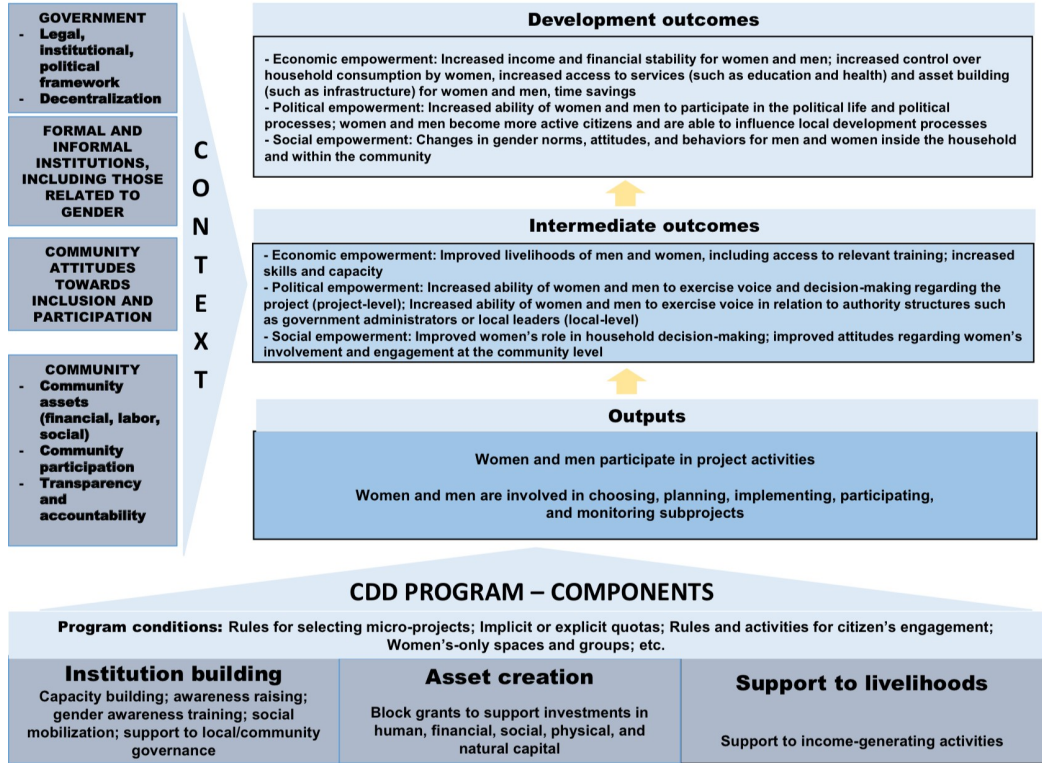 GOVERNMENT
- Legal,
institutional,
political
framework
- Decentralization
FORMAL AND
INFORMAL
INSTITUTIONS,
INCLUDING THOSE
RELATED TO
GENDER
COMMUNITY
ATTITUDES
TOWARDS
INCLUSION AND
PARTICIPATION
COMMUNITY
- Community
assets
(financial, labor,
social)
- Community
participation
- Transparency
and
accountability
C
O
N
T
E
X
T
Development outcomes
- Economic empowerment: Increased income and financial stability for women and men; increased control over
household consumption by women, increased access to services (such as education and health) and asset building
(such as infrastructure) for women and men, time savings
- Political empowerment: Increased ability of women and men to participate in the political life and political
processes; women and men become more active citizens and are able to influence local development processes
- Social empowerment: Changes in gender norms, attitudes, and behaviors for men and women inside the household
and within the community
Intermediate outcomes
- Economic empowerment: Improved livelihoods of men and women, including access to relevant training; increased
skills and capacity
- Political empowerment: Increased ability of women and men to exercise voice and decision-making regarding the
project (project-level); Increased ability of women and men to exercise voice in relation to authority structures such
as government administrators or local leaders (local-level)
- Social empowerment: Improved women's role in household decision-making; improved attitudes regarding women's
involvement and engagement at the community level
Outputs
Women and men participate in project activities
Women and men are involved in choosing, planning, implementing, participating,
and monitoring subprojects
CDD PROGRAM – COMPONENTS
Program conditions: Rules for selecting micro-projects; Implicit or explicit quotas; Rules and activities for citizen's engagement;
Women's-only spaces and groups; etc.
Institution building
Capacity building; awareness raising;
gender awareness training; social
mobilization; support to local/community
governance
Asset creation
Block grants to support investments in
human, financial, social, physical, and
natural capital
Support to livelihoods
Support to income-generating activities